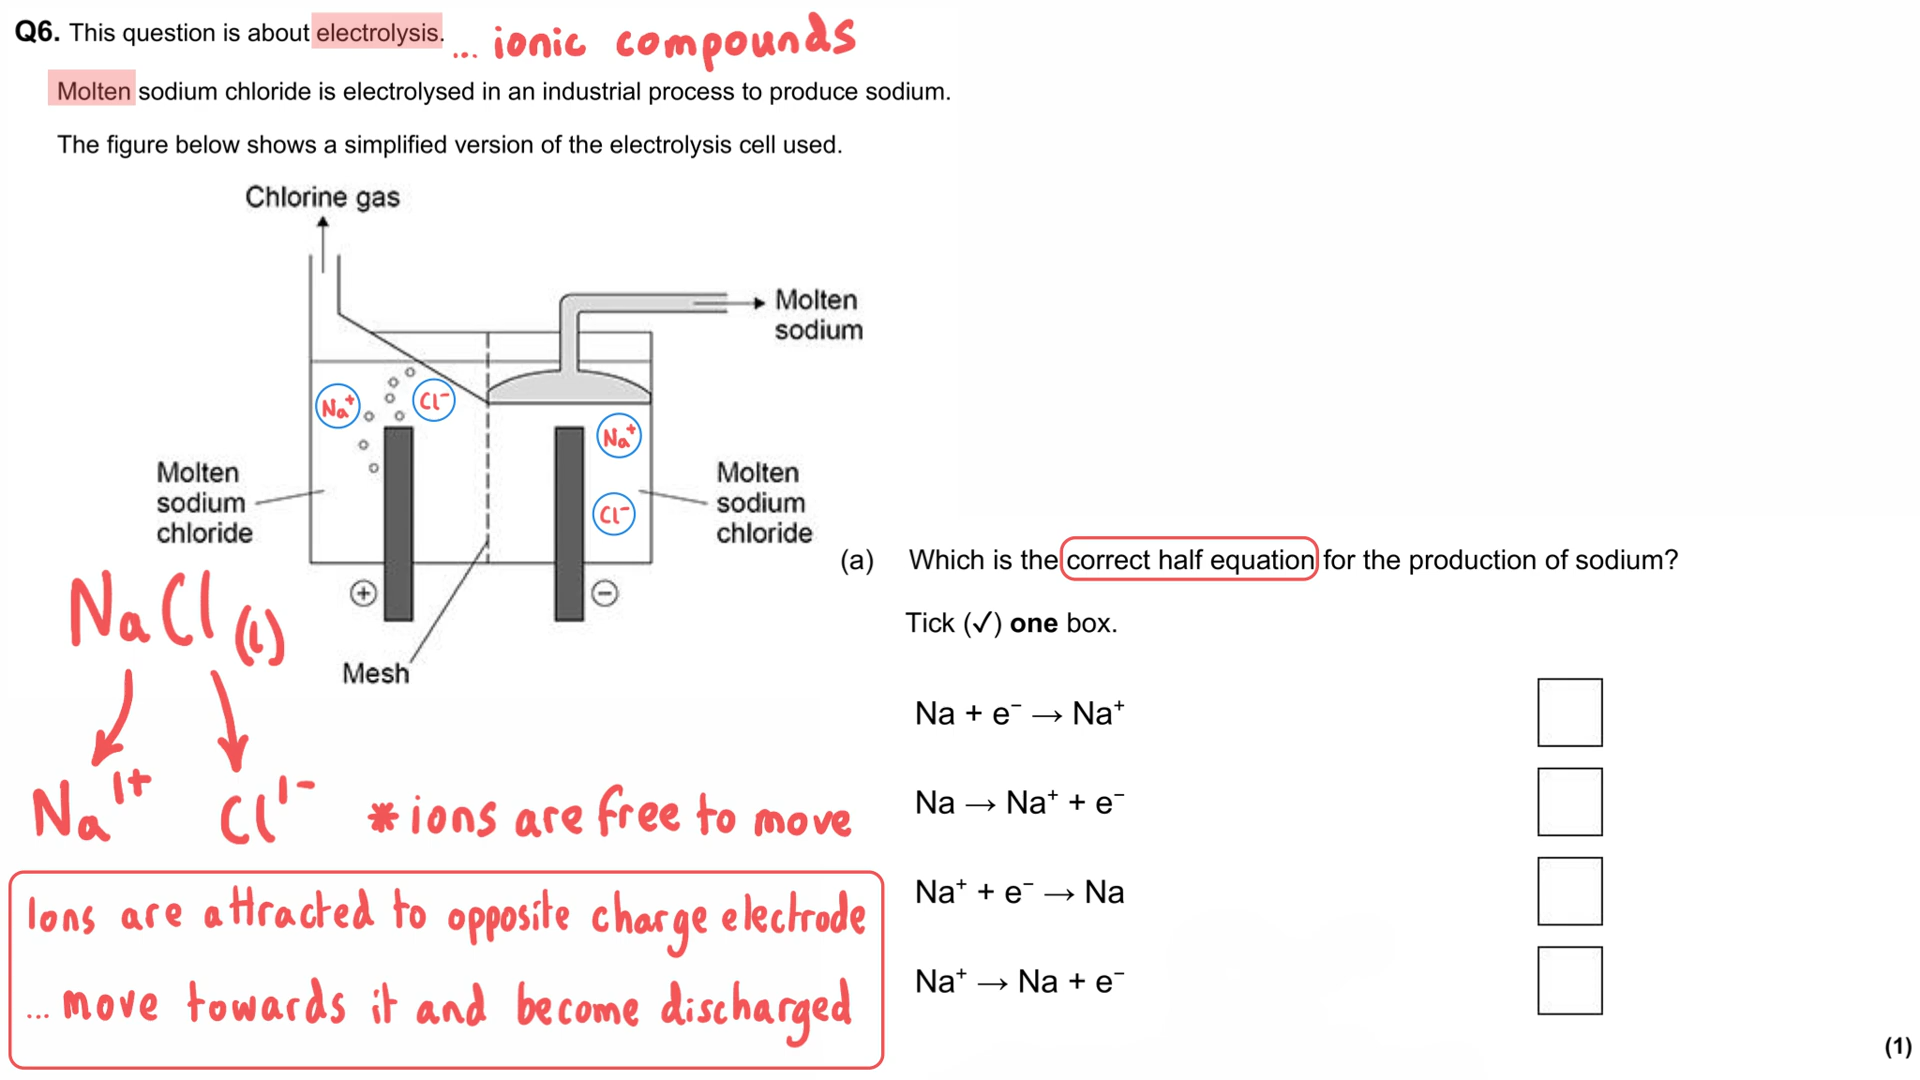 Q6. This question is about electrolysis. ... ionic compounds
Molten sodium chloride is electrolysed in an industrial process to produce sodium.
The figure below shows a simplified version of the electrolysis cell used.
Chlorine gas
Molten
sodium
Na⁺
Cl⁻
Na⁺
Cl⁻
Molten
sodium
chloride
Molten
sodium
chloride
+
−
Mesh
NaCl (l)
Na¹⁺ Cl¹⁻ * ions are free to move
Ions are attracted to opposite charge electrode
... move towards it and become discharged
(a) Which is the correct half equation for the production of sodium?
Tick (✓) one box.
Na + e⁻ → Na⁺
Na → Na⁺ + e⁻
Na⁺ + e⁻ → Na
Na⁺ → Na + e⁻
(1)